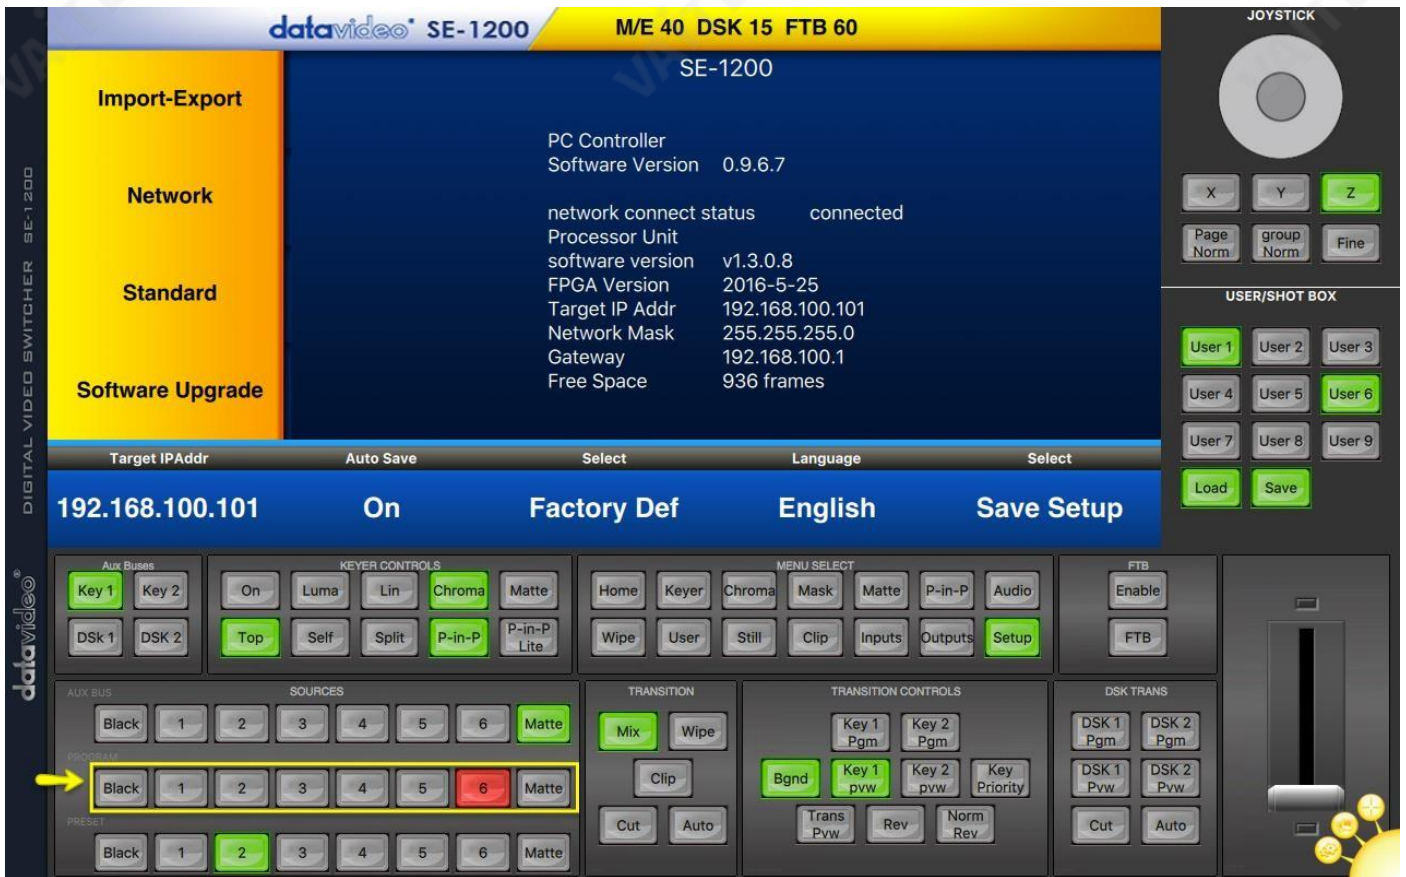 datavideo® SE-1200
M/E 40 DSK 15 FTB 60
Import-Export
Network
Standard
Software Upgrade
SE-1200
PC Controller
Software Version 0.9.6.7
network connect status connected
Processor Unit
software version v1.3.0.8
FPGA Version 2016-5-25
Target IP Addr 192.168.100.101
Network Mask 255.255.255.0
Gateway 192.168.100.1
Free Space 936 frames
Target IPAddr Auto Save Select Language Select
192.168.100.101 On Factory Def English Save Setup
JOYSTICK
X Y Z
Page Norm group Norm Fine
USER/SHOT BOX
User 1 User 2 User 3
User 4 User 5 User 6
User 7 User 8 User 9
Load Save
datavideo® DIGITAL VIDEO SWITCHER SE-1200
Aux Buses
Key 1 Key 2
DSk 1 DSK 2
KEYER CONTROLS
On Luma Lin Chroma Matte
Top Self Split P-in-P P-in-P Lite
MENU SELECT
Home Keyer Chroma Mask Matte P-in-P Audio
Wipe User Still Clip Inputs Outputs Setup
FTB
Enable
FTB
AUX BUS SOURCES
Black 1 2 3 4 5 6 Matte
PROGRAM
Black 1 2 3 4 5 6 Matte
PRESET
Black 1 2 3 4 5 6 Matte
TRANSITION
Mix Wipe
Clip
Cut Auto
TRANSITION CONTROLS
Key 1 Pgm Key 2 Pgm
Bgnd Key 1 pvw Key 2 pvw Key Priority
Trans Pvw Rev Norm Rev
DSK TRANS
DSK 1 Pgm DSK 2 Pgm
DSK 1 Pvw DSK 2 Pvw
Cut Auto